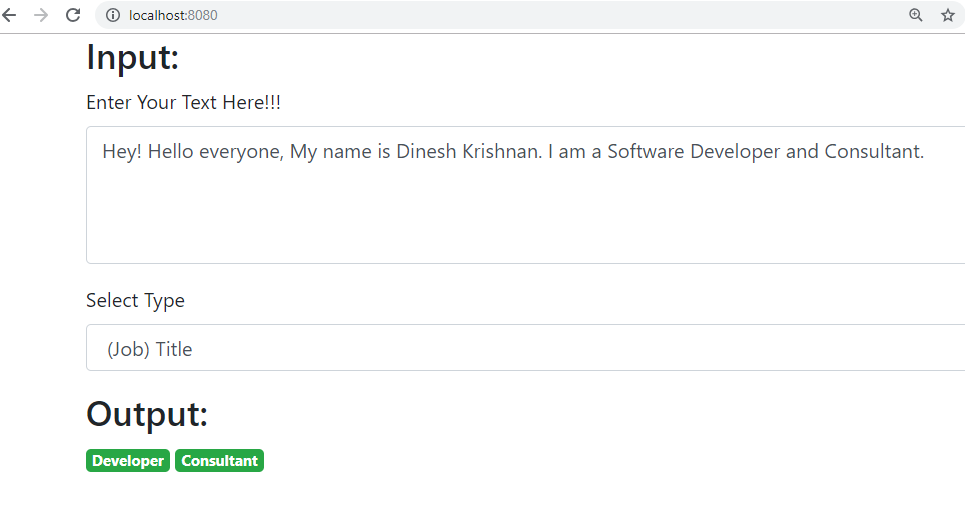 localhost:8080
Input:
Enter Your Text Here!!!
Hey! Hello everyone, My name is Dinesh Krishnan. I am a Software Developer and Consultant.
Select Type
(Job) Title
Output:
Developer Consultant